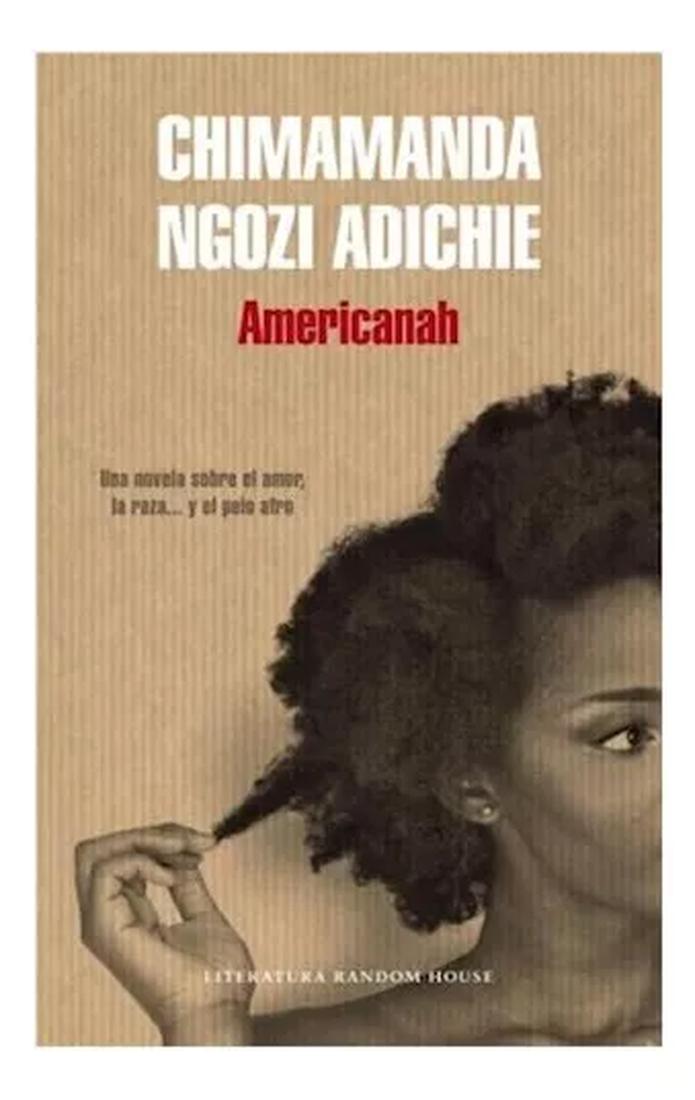 CHIMAMANDA
NGOZI ADICHIE
Americanah
Una novela sobre el amor,
la raza... y el pelo afro
LITERATURA RANDOM HOUSE